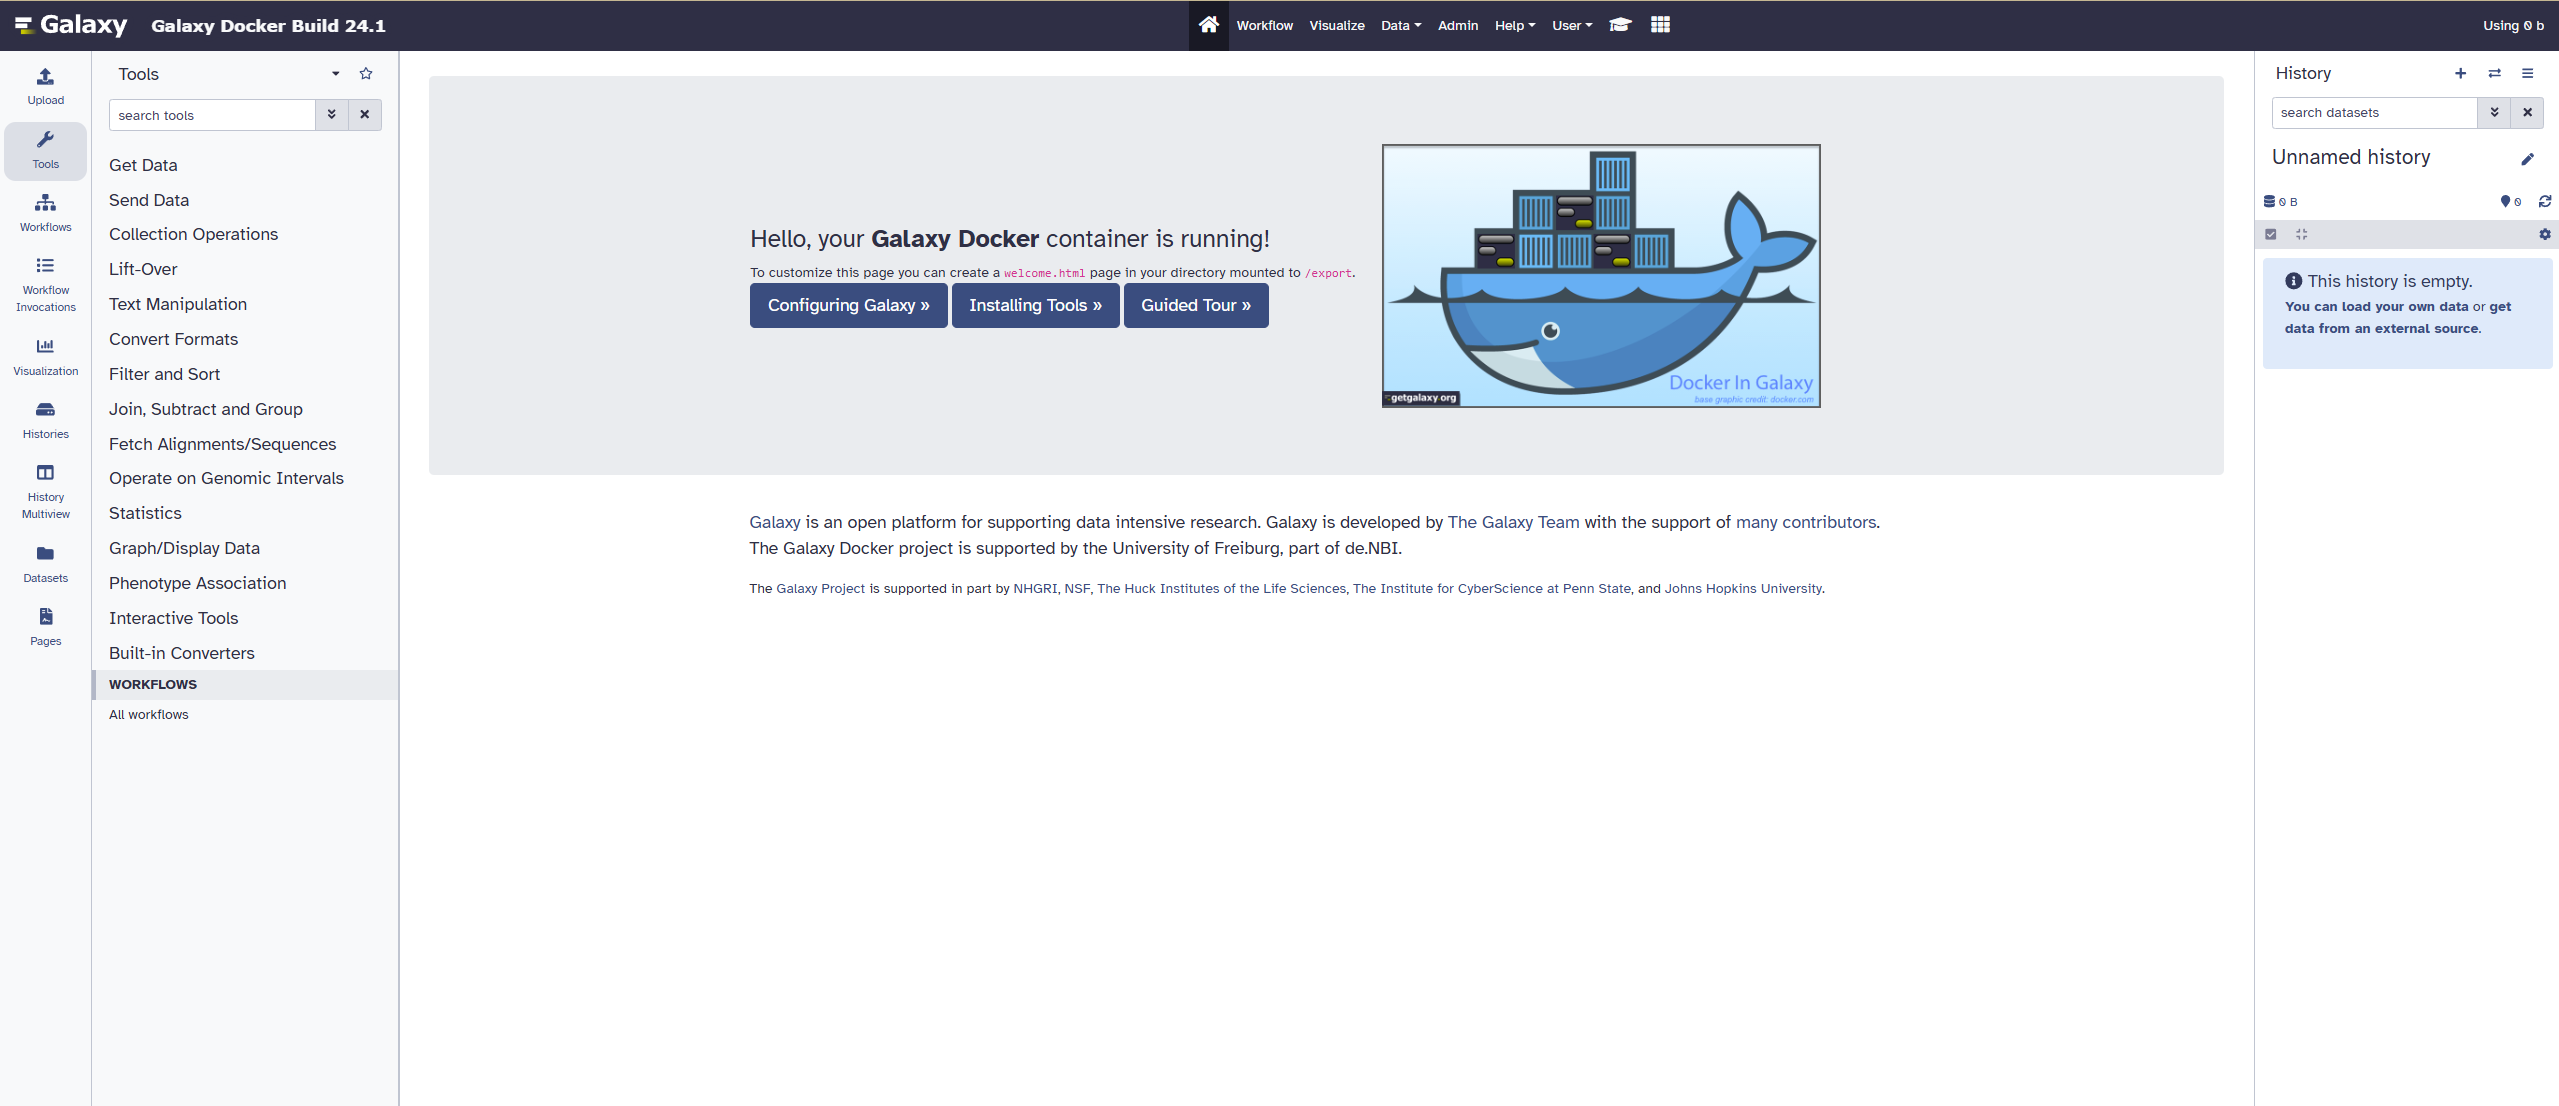 Galaxy
Galaxy Docker Build 24.1
Workflow
Visualize
Data
Admin
Help
User
Using 0 b
Upload
Tools
Workflows
Workflow
Invocations
Visualization
Histories
History
Multiview
Datasets
Pages
Tools
search tools
Get Data
Send Data
Collection Operations
Lift-Over
Text Manipulation
Convert Formats
Filter and Sort
Join, Subtract and Group
Fetch Alignments/Sequences
Operate on Genomic Intervals
Statistics
Graph/Display Data
Phenotype Association
Interactive Tools
Built-in Converters
WORKFLOWS
All workflows
Hello, your Galaxy Docker container is running!
To customize this page you can create a welcome.html page in your directory mounted to /export.
Configuring Galaxy »
Installing Tools »
Guided Tour »
Docker In Galaxy
base graphic credit: docker.com
getgalaxy.org
Galaxy is an open platform for supporting data intensive research. Galaxy is developed by The Galaxy Team with the support of many contributors.
The Galaxy Docker project is supported by the University of Freiburg, part of de.NBI.
The Galaxy Project is supported in part by NHGRI, NSF, The Huck Institutes of the Life Sciences, The Institute for CyberScience at Penn State, and Johns Hopkins University.
History
search datasets
Unnamed history
0 B
0
This history is empty.
You can load your own data or get
data from an external source.